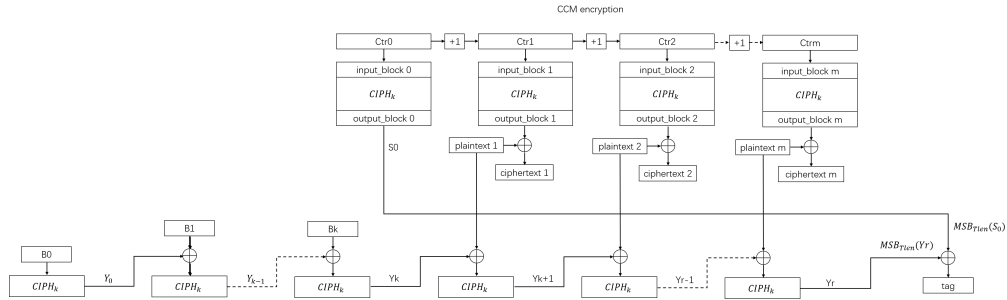 CCM encryption
Ctr0 +1 Ctr1 +1 Ctr2 +1 Ctrm
input_block 0 input_block 1 input_block 2 input_block m
CIPH_k CIPH_k CIPH_k CIPH_k
output_block 0 output_block 1 output_block 2 output_block m
S0 plaintext 1 plaintext 2 plaintext m
ciphertext 1 ciphertext 2 ciphertext m
MSB_Tlen(S_0)
B1 Bk
MSB_Tlen(Yr)
B0
Y_0 Y_{k-1} Yk Yk+1 Yr-1 Yr
CIPH_k CIPH_k CIPH_k CIPH_k CIPH_k CIPH_k tag